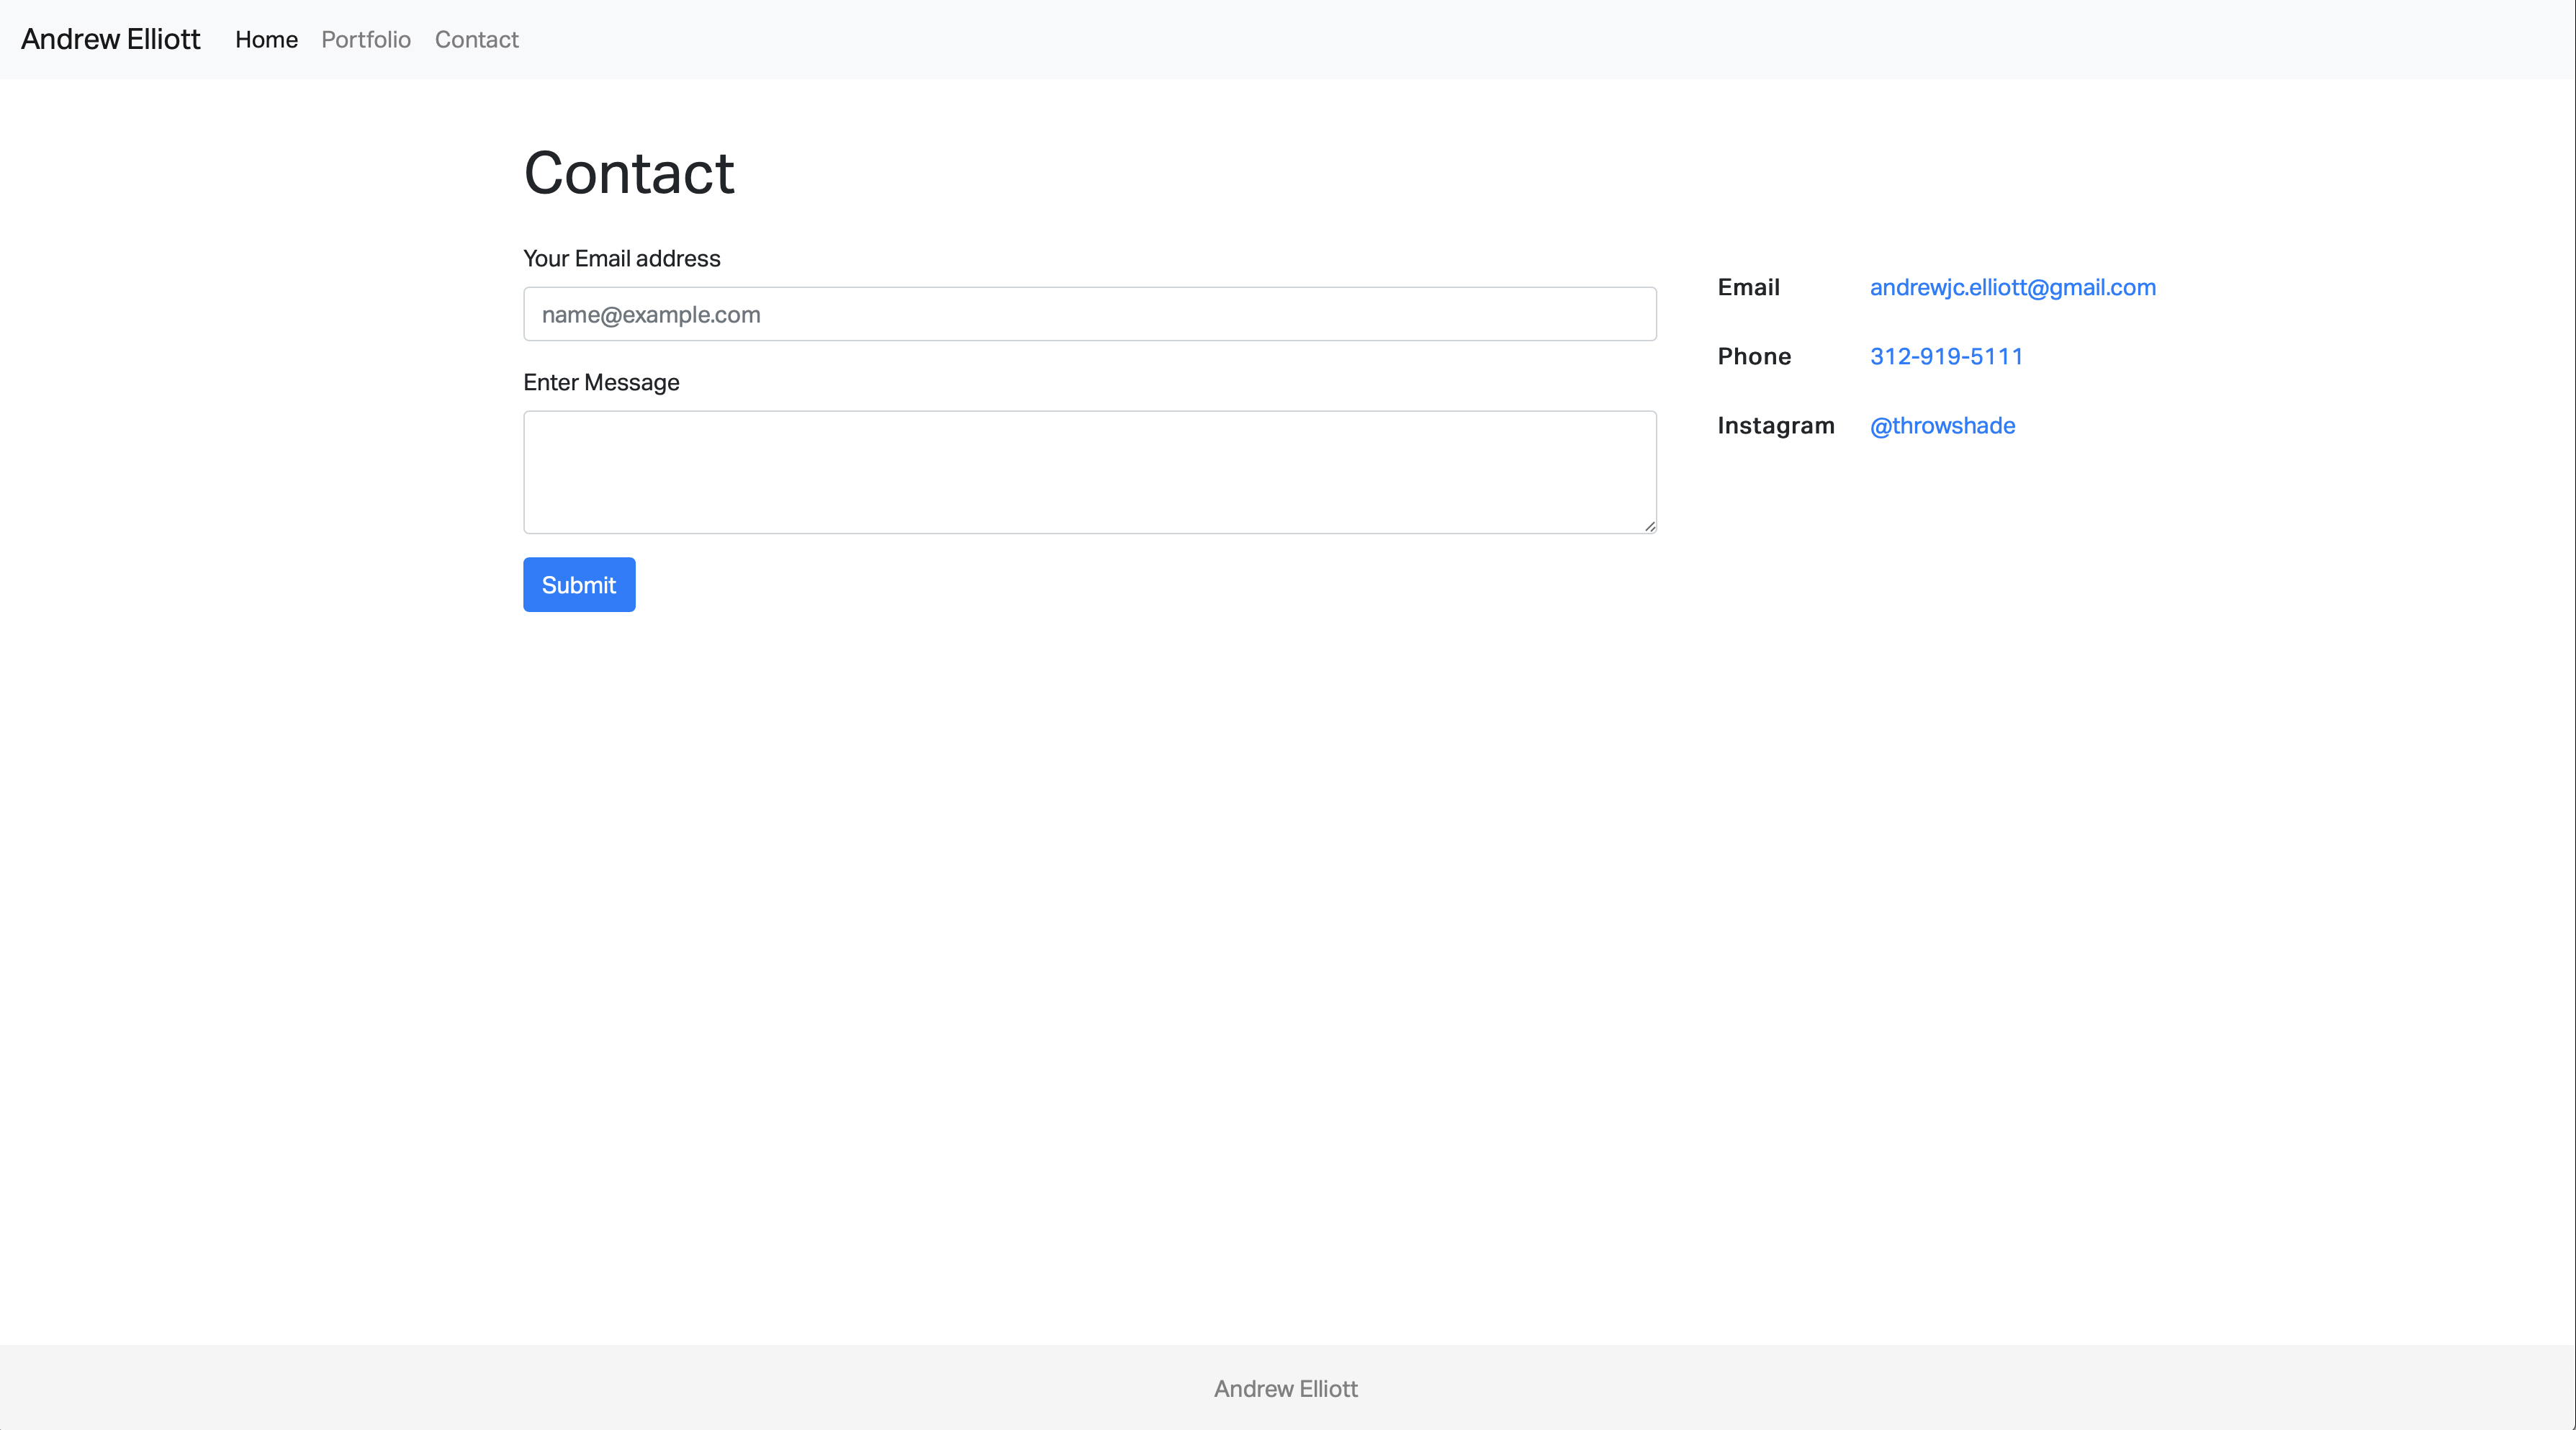 Andrew Elliott Home Portfolio Contact
Contact
Your Email address
name@example.com
Enter Message
Submit
Email andrewjc.elliott@gmail.com
Phone 312-919-5111
Instagram @throwshade
Andrew Elliott